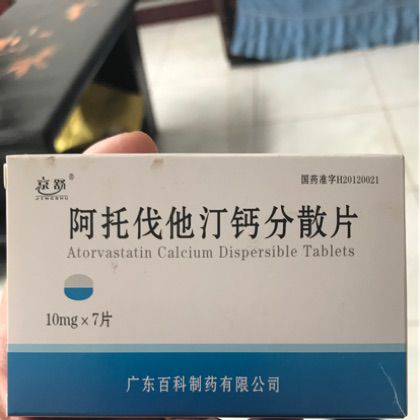 京舒®
JINGSHU
国药准字H20120021
阿托伐他汀钙分散片
Atorvastatin Calcium Dispersible Tablets
10mg×7片
广东百科制药有限公司